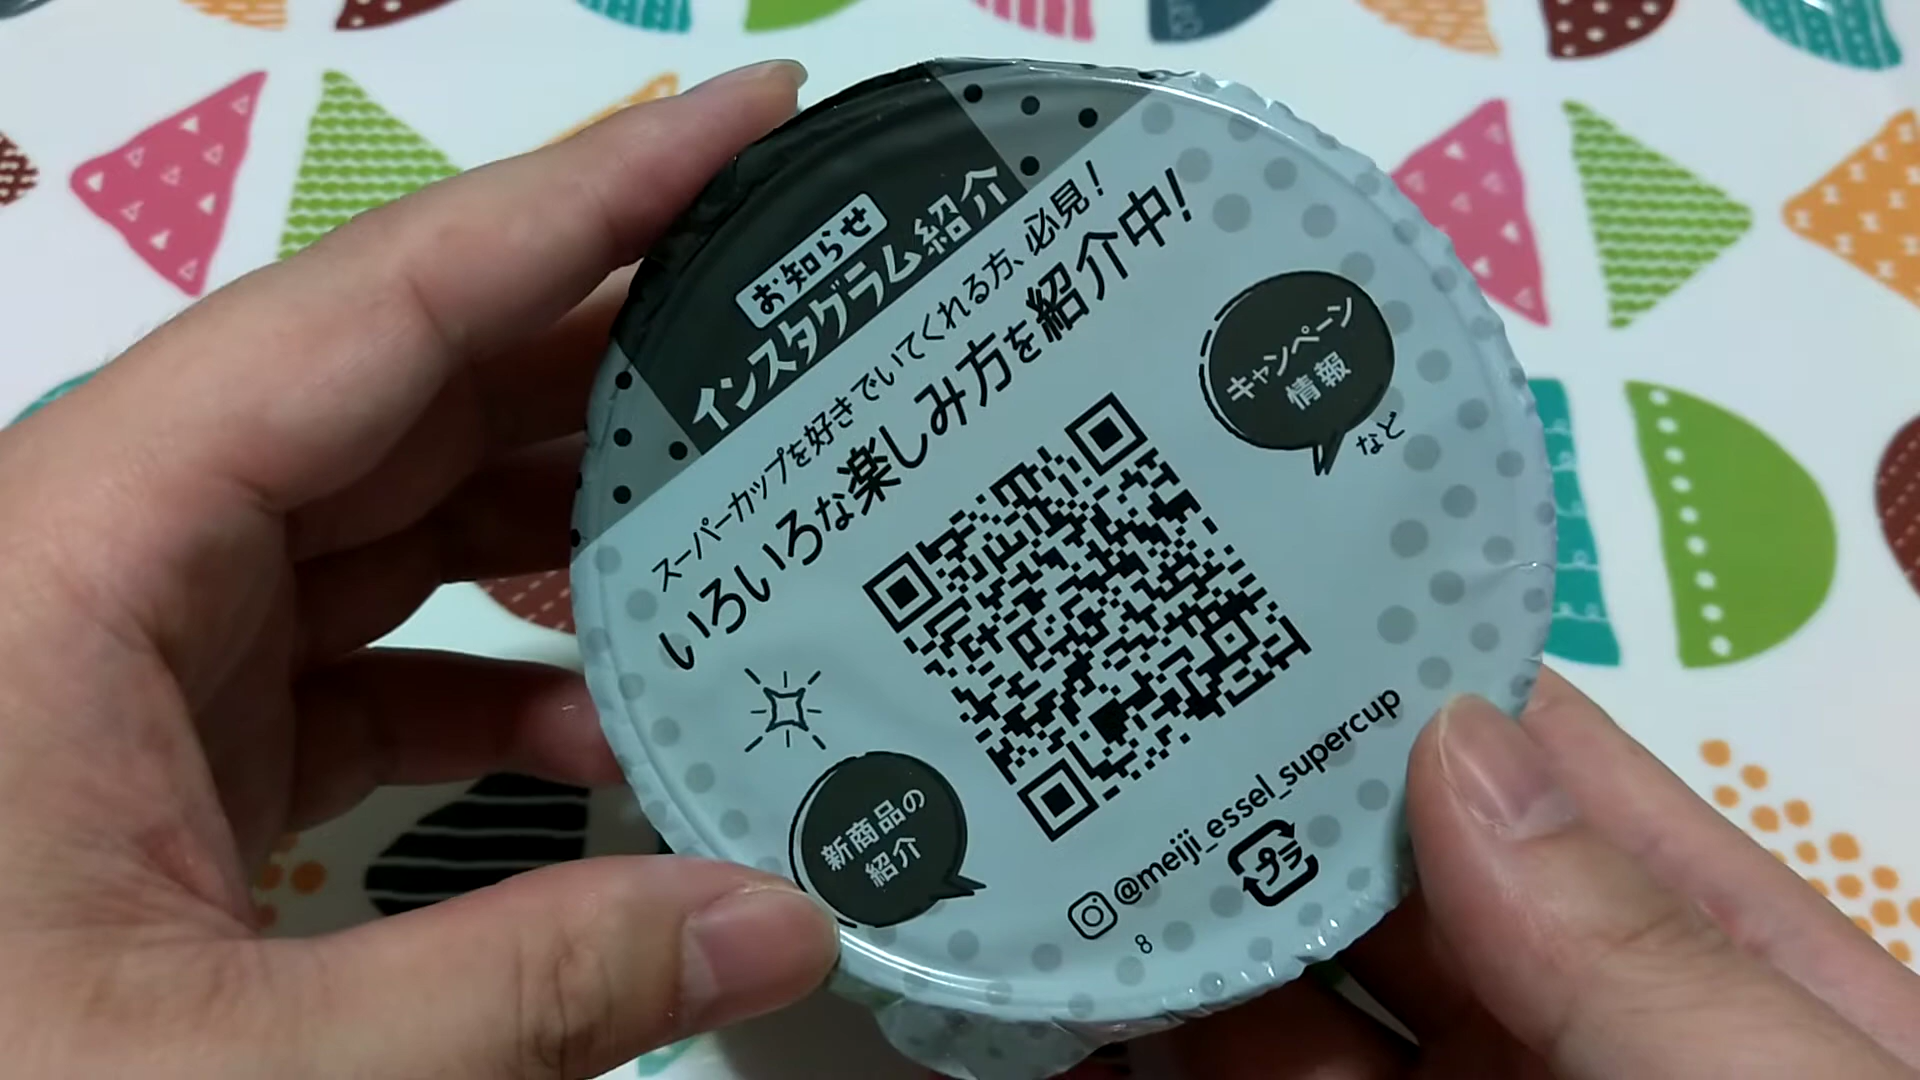 お知らせ
インスタグラム紹介
スーパーカップを好きでいてくれる方、必見!
いろいろな楽しみ方を紹介中!
キャンペーン
情報
など
新商品の
紹介
@meiji_essel_supercup
プラ
8